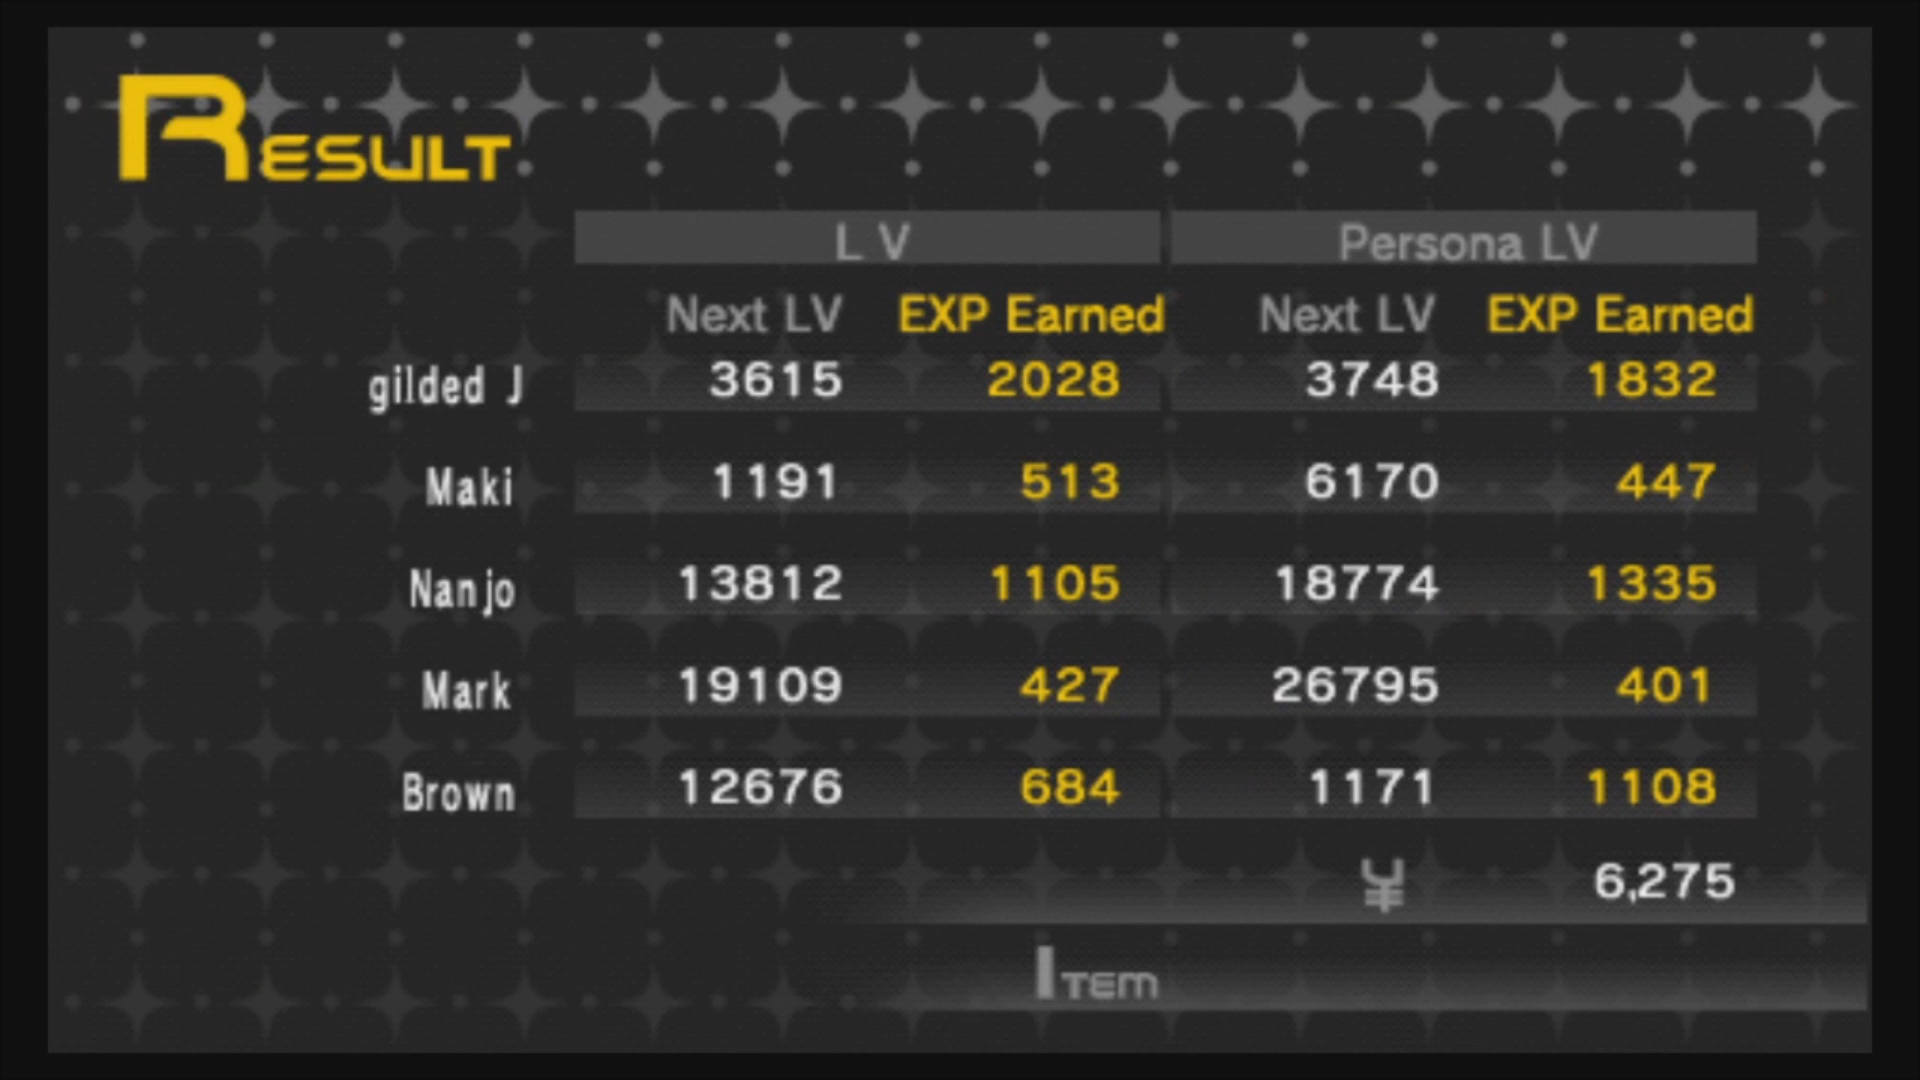 RESULT
LV Persona LV
Next LV EXP Earned Next LV EXP Earned
gilded J 3615 2028 3748 1832
Maki 1191 513 6170 447
Nanjo 13812 1105 18774 1335
Mark 19109 427 26795 401
Brown 12676 684 1171 1108
¥ 6,275
ITEM